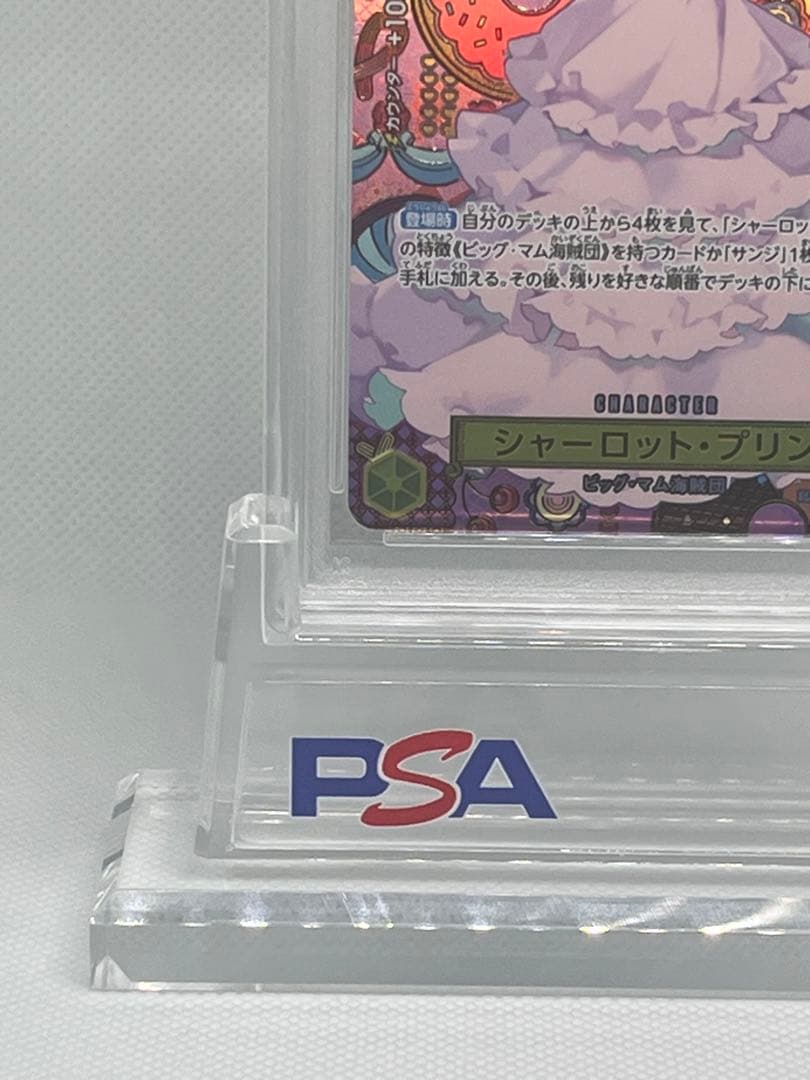 カウンター+10
登場時 自分のデッキの上から4枚を見て、「シャーロッ
の特徴《ビッグ・マム海賊団》を持つカードか「サンジ」1枚
手札に加える。その後、残りを好きな順番でデッキの下に
CHARACTER
シャーロット・プリン
ビッグ・マム海賊団
PSA